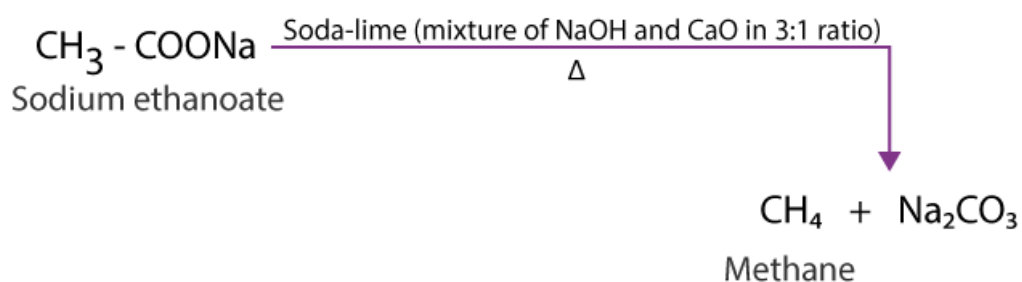 CH₃ - COONa
Soda-lime (mixture of NaOH and CaO in 3:1 ratio)
Δ
Sodium ethanoate
CH₄ + Na₂CO₃
Methane